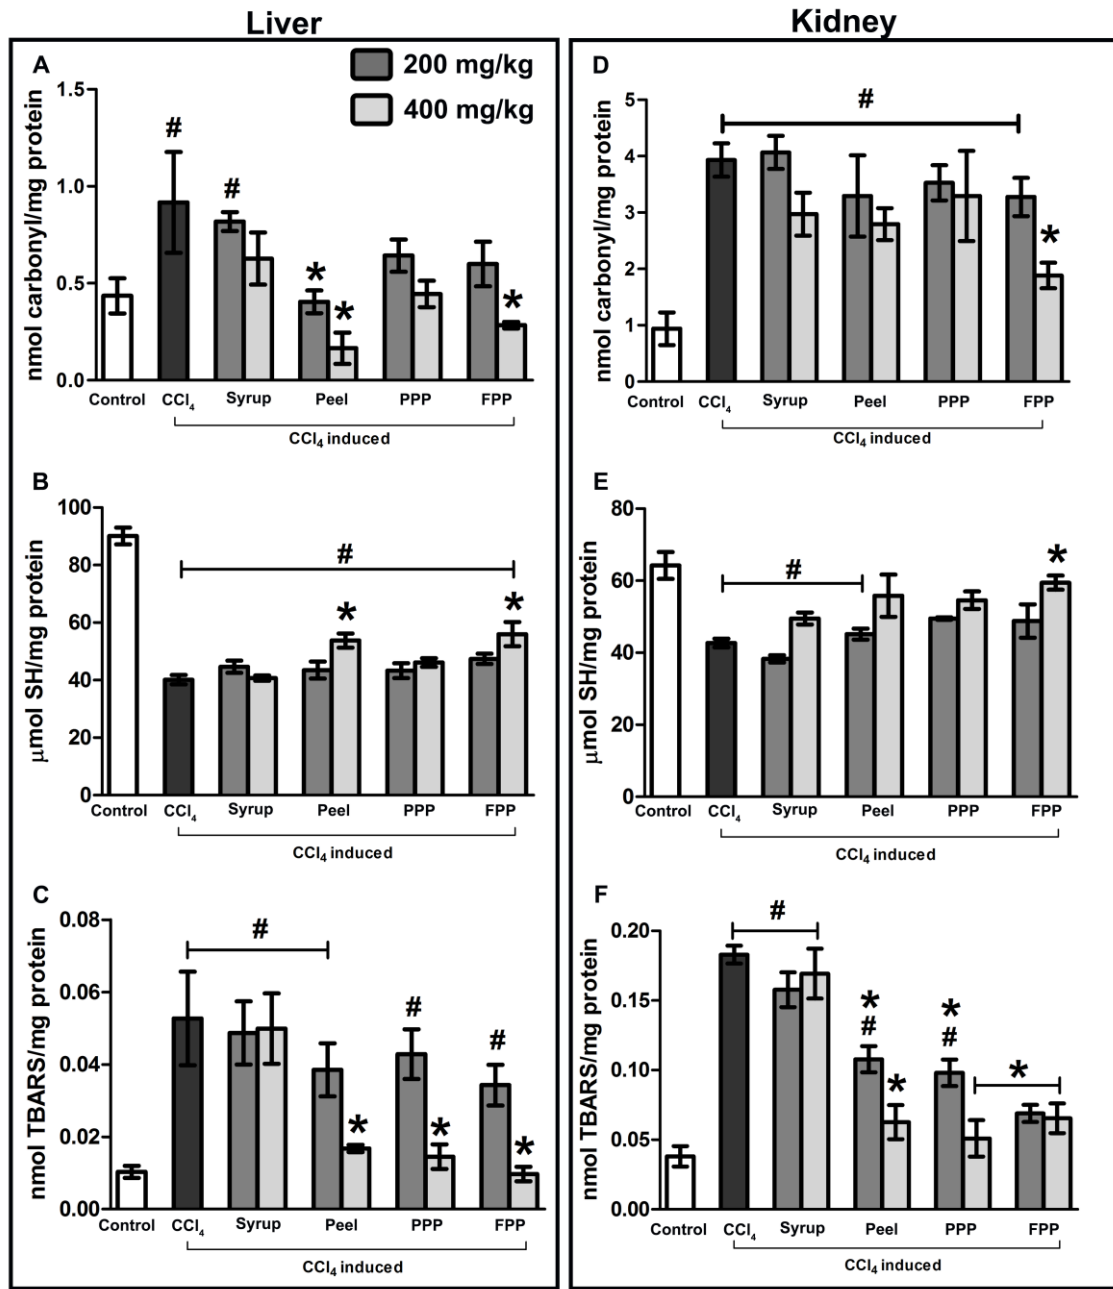 Liver
Kidney
A
200 mg/kg
400 mg/kg
nmol carbonyl/mg protein
1.5
1.0
0.5
0.0
#
#
*
*
*
Control
CCl₄
Syrup
Peel
PPP
FPP
CCl₄ induced
B
μmol SH/mg protein
100
80
60
40
20
0
#
*
*
Control
CCl₄
Syrup
Peel
PPP
FPP
CCl₄ induced
C
nmol TBARS/mg protein
0.08
0.06
0.04
0.02
0.00
#
#
#
*
*
*
Control
CCl₄
Syrup
Peel
PPP
FPP
CCl₄ induced
D
nmol carbonyl/mg protein
5
4
3
2
1
0
#
*
Control
CCl₄
Syrup
Peel
PPP
FPP
CCl₄ induced
E
μmol SH/mg protein
80
60
40
20
0
#
*
Control
CCl₄
Syrup
Peel
PPP
FPP
CCl₄ induced
F
nmol TBARS/mg protein
0.20
0.15
0.10
0.05
0.00
#
*
#
*
*
#
*
Control
CCl₄
Syrup
Peel
PPP
FPP
CCl₄ induced